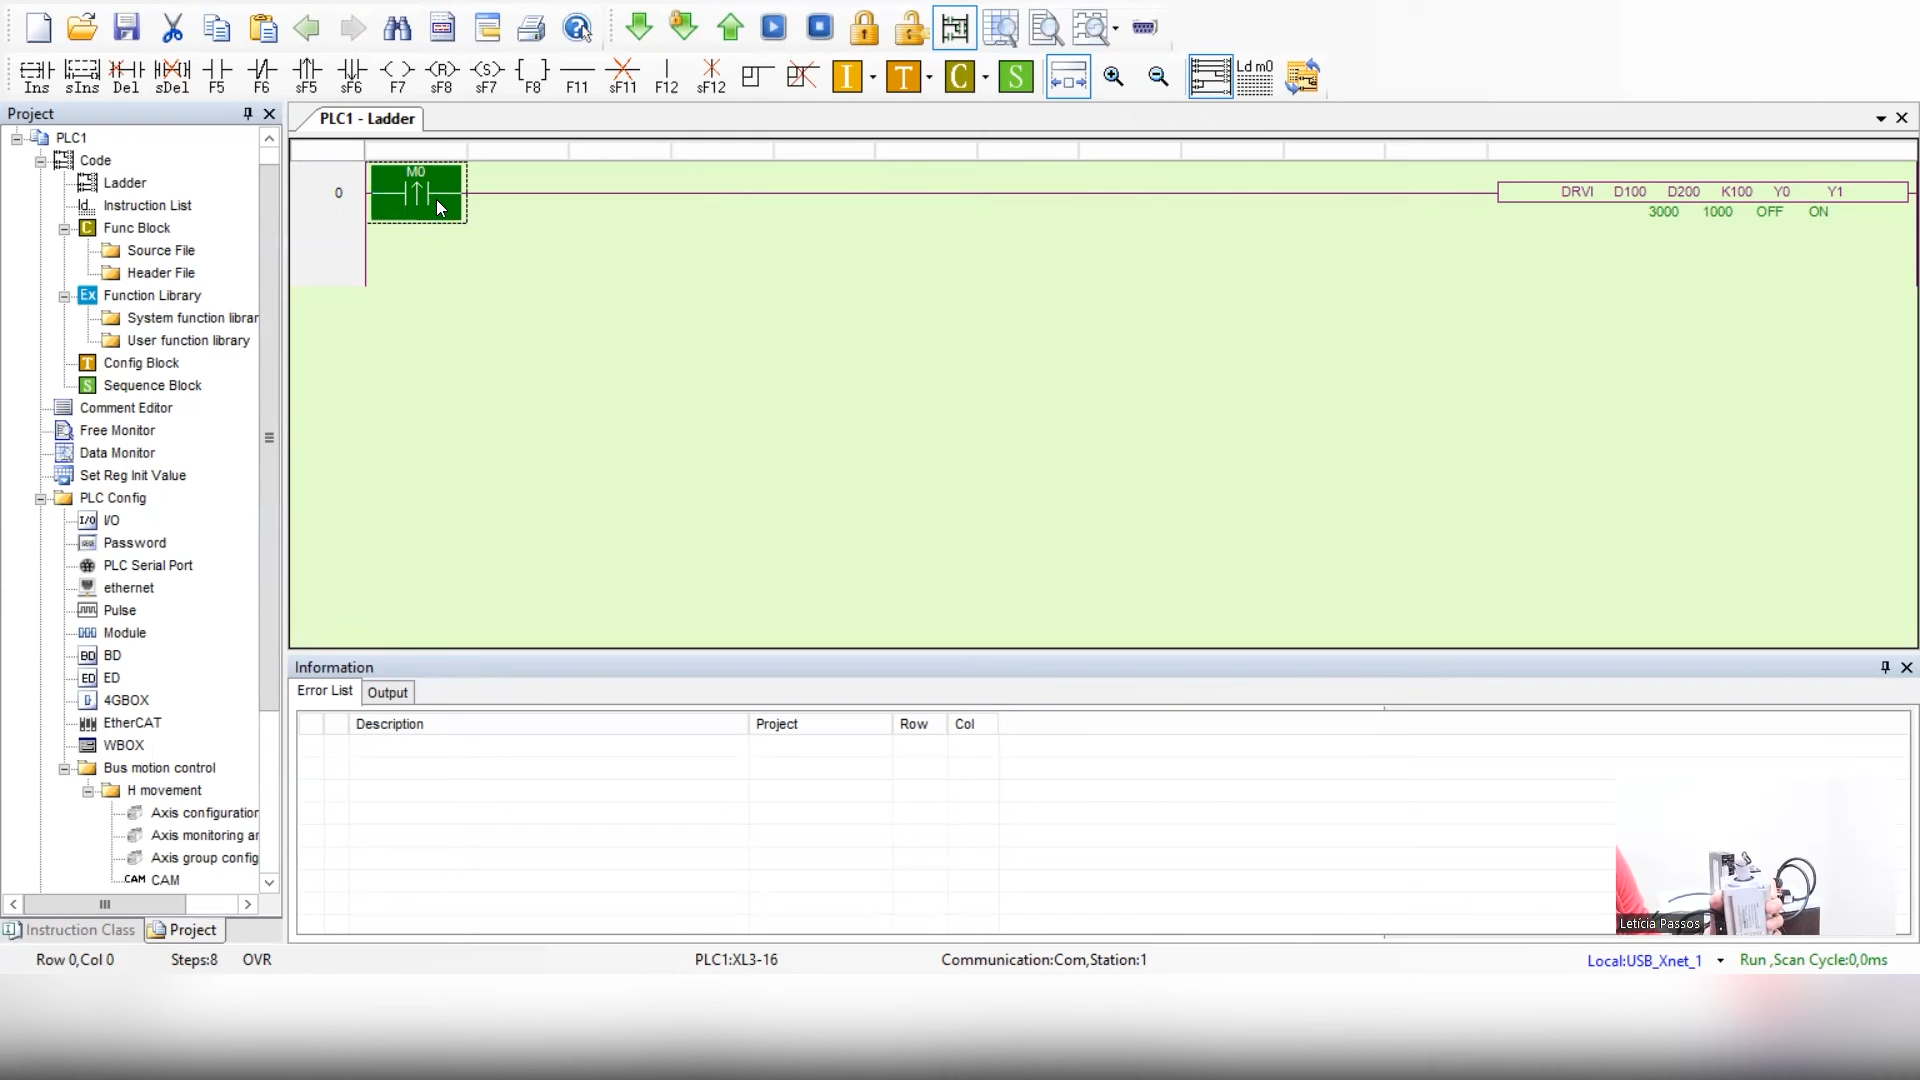 Ins sIns Del sDel F5 F6 sF5 sF6 F7 sF8 sF7 F8 F11 sF11 F12 sF12 I T C S Ld m0
Project
PLC1 - Ladder
PLC1
Code
Ladder
Instruction List
Func Block
Source File
Header File
Function Library
System function librar
User function library
Config Block
Sequence Block
Comment Editor
Free Monitor
Data Monitor
Set Reg Init Value
PLC Config
I/O
Password
PLC Serial Port
ethernet
Pulse
Module
BD
ED
4GBOX
EtherCAT
WBOX
Bus motion control
H movement
Axis configuration
Axis monitoring an
Axis group config
CAM CAM
Instruction Class Project
0
M0
DRVI D100 D200 K100 Y0 Y1
3000 1000 OFF ON
Information
Error List Output
Description Project Row Col
Letícia Passos
Row 0,Col 0 Steps:8 OVR PLC1:XL3-16 Communication:Com,Station:1 Local:USB_Xnet_1 Run ,Scan Cycle:0,0ms